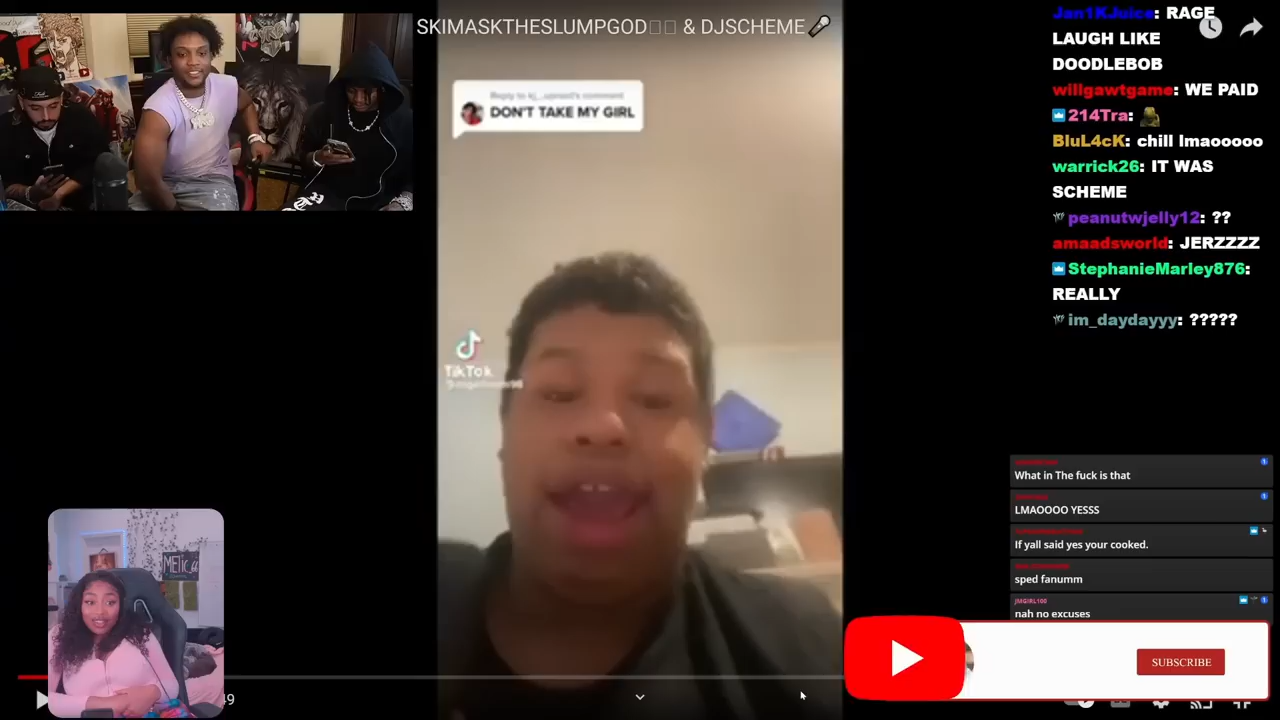 SKIMASKTHESLUMPGOD & DJSCHEME🎤
DON'T TAKE MY GIRL
TikTok
Jan1KJuice: RAGE
LAUGH LIKE
DOODLEBOB
willgawtgame: WE PAID
214Tra:
BluL4cK: chill lmaooooo
warrick26: IT WAS
SCHEME
peanutwjelly12: ??
amaadsworld: JERZZZZ
StephanieMarley876:
REALLY
im_daydayyy: ?????
What in The fuck is that
LMAOOOO YESSS
If yall said yes your cooked.
sped fanumm
JMGIRL100
nah no excuses
SUBSCRIBE
49